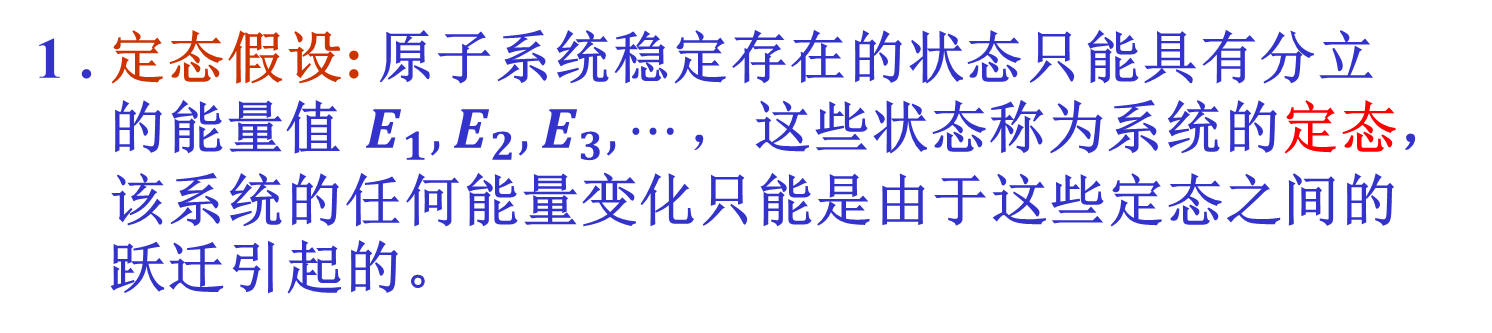 1 . 定态假设: 原子系统稳定存在的状态只能具有分立
的能量值 E₁, E₂, E₃, ⋯ ， 这些状态称为系统的定态，
该系统的任何能量变化只能是由于这些定态之间的
跃迁引起的。